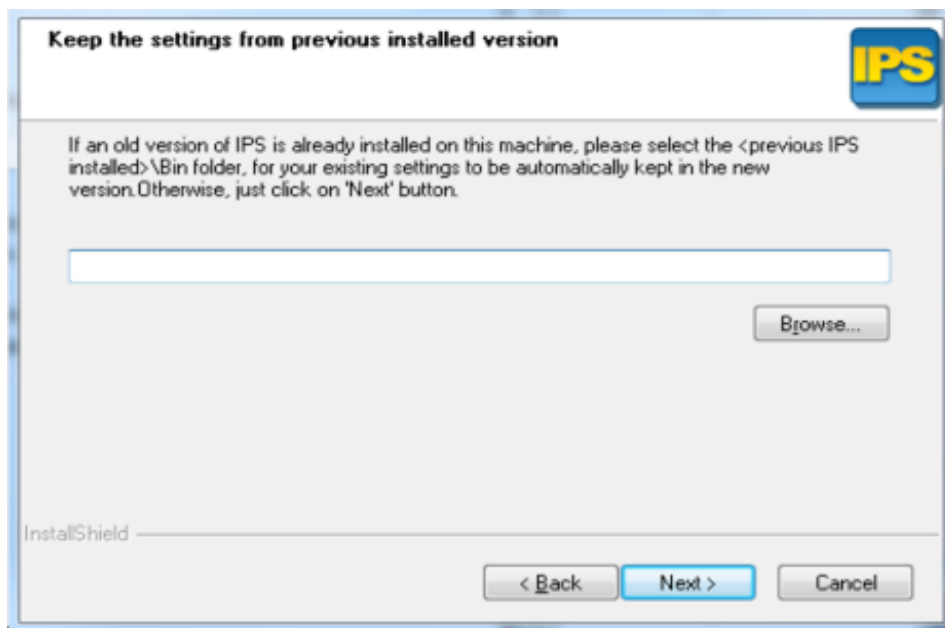 Keep the settings from previous installed version
IPS
If an old version of IPS is already installed on this machine, please select the <previous IPS
installed>\Bin folder, for your existing settings to be automatically kept in the new
version.Otherwise, just click on 'Next' button.
Browse...
InstallShield
< Back
Next >
Cancel